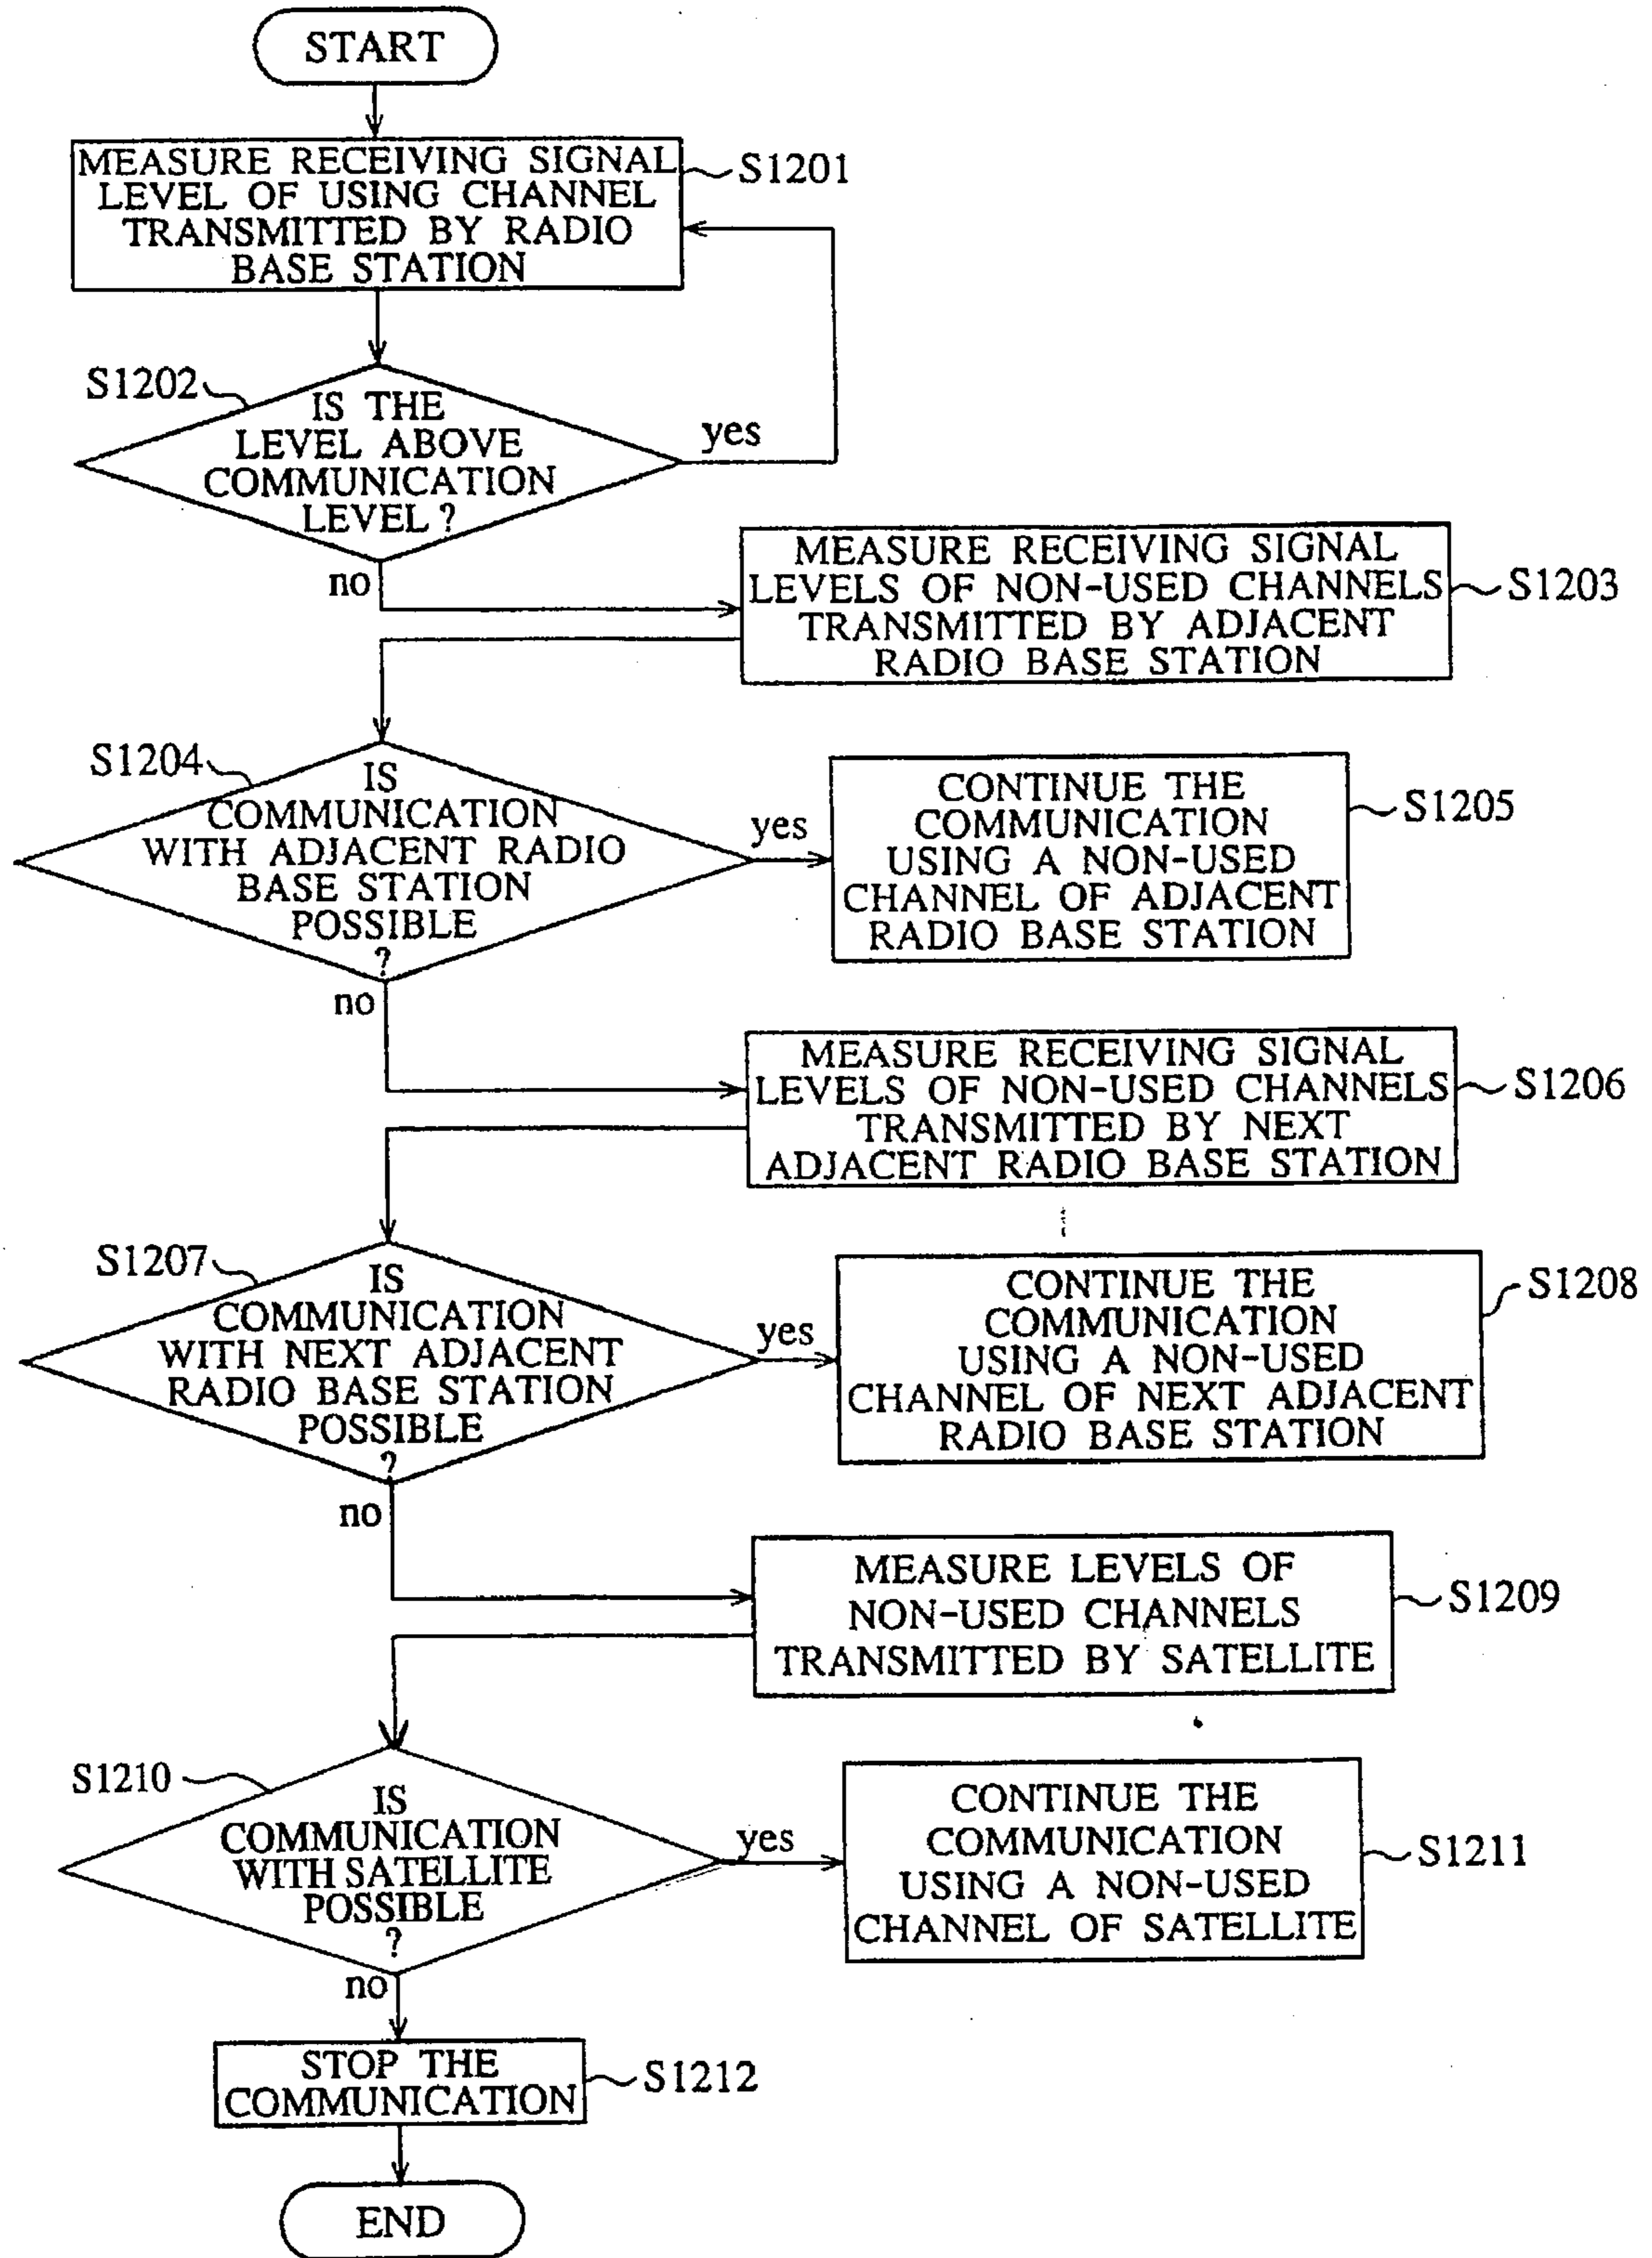 START
MEASURE RECEIVING SIGNAL
LEVEL OF USING CHANNEL
TRANSMITTED BY RADIO
BASE STATION
S1201
S1202
IS THE
LEVEL ABOVE
COMMUNICATION
LEVEL?
yes
no
MEASURE RECEIVING SIGNAL
LEVELS OF NON-USED CHANNELS
TRANSMITTED BY ADJACENT
RADIO BASE STATION
S1203
S1204
IS
COMMUNICATION
WITH ADJACENT RADIO
BASE STATION
POSSIBLE
?
yes
no
CONTINUE THE
COMMUNICATION
USING A NON-USED
CHANNEL OF ADJACENT
RADIO BASE STATION
S1205
MEASURE RECEIVING SIGNAL
LEVELS OF NON-USED CHANNELS
TRANSMITTED BY NEXT
ADJACENT RADIO BASE STATION
S1206
S1207
IS
COMMUNICATION
WITH NEXT ADJACENT
RADIO BASE STATION
POSSIBLE
?
yes
no
CONTINUE THE
COMMUNICATION
USING A NON-USED
CHANNEL OF NEXT ADJACENT
RADIO BASE STATION
S1208
MEASURE LEVELS OF
NON-USED CHANNELS
TRANSMITTED BY SATELLITE
S1209
S1210
IS
COMMUNICATION
WITH SATELLITE
POSSIBLE
?
yes
no
CONTINUE THE
COMMUNICATION
USING A NON-USED
CHANNEL OF SATELLITE
S1211
STOP THE
COMMUNICATION
S1212
END